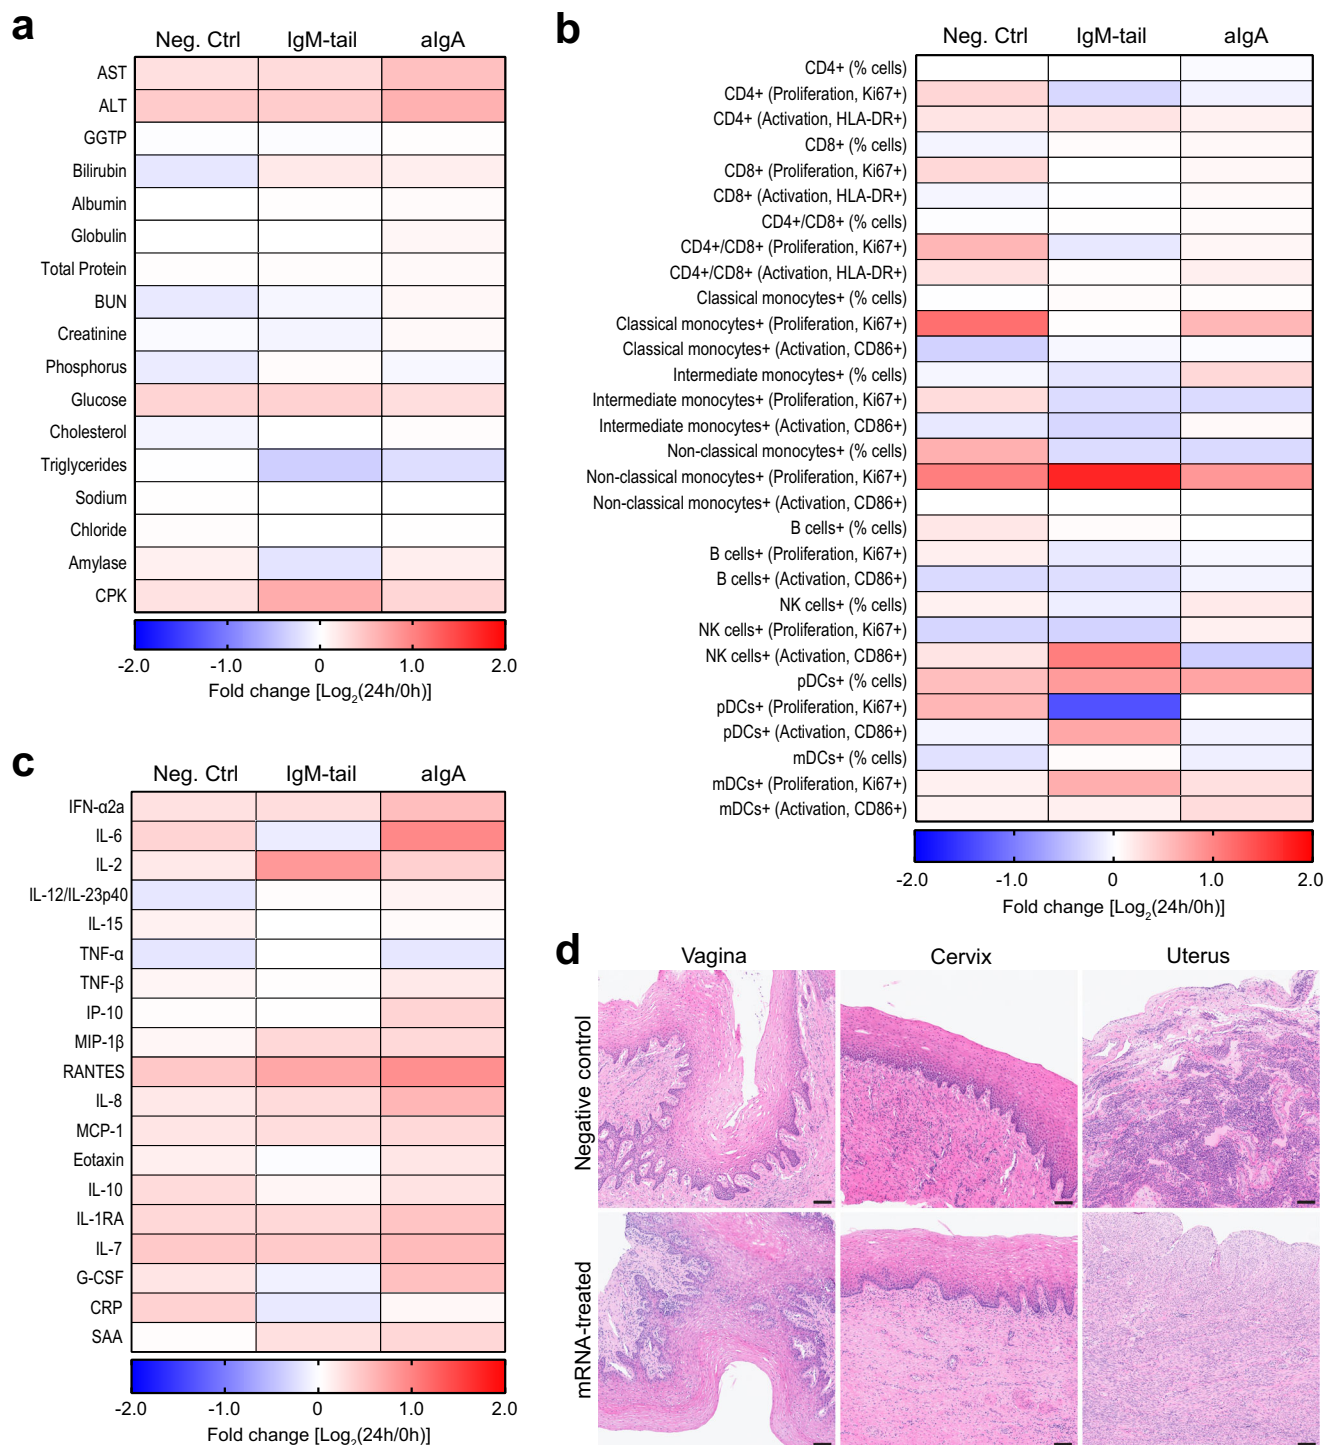 a
Neg. Ctrl IgM-tail aIgA
AST
ALT
GGTP
Bilirubin
Albumin
Globulin
Total Protein
BUN
Creatinine
Phosphorus
Glucose
Cholesterol
Triglycerides
Sodium
Chloride
Amylase
CPK
-2.0 -1.0 0 1.0 2.0
Fold change [Log2(24h/0h)]
b
Neg. Ctrl IgM-tail aIgA
CD4+ (% cells)
CD4+ (Proliferation, Ki67+)
CD4+ (Activation, HLA-DR+)
CD8+ (% cells)
CD8+ (Proliferation, Ki67+)
CD8+ (Activation, HLA-DR+)
CD4+/CD8+ (% cells)
CD4+/CD8+ (Proliferation, Ki67+)
CD4+/CD8+ (Activation, HLA-DR+)
Classical monocytes+ (% cells)
Classical monocytes+ (Proliferation, Ki67+)
Classical monocytes+ (Activation, CD86+)
Intermediate monocytes+ (% cells)
Intermediate monocytes+ (Proliferation, Ki67+)
Intermediate monocytes+ (Activation, CD86+)
Non-classical monocytes+ (% cells)
Non-classical monocytes+ (Proliferation, Ki67+)
Non-classical monocytes+ (Activation, CD86+)
B cells+ (% cells)
B cells+ (Proliferation, Ki67+)
B cells+ (Activation, CD86+)
NK cells+ (% cells)
NK cells+ (Proliferation, Ki67+)
NK cells+ (Activation, CD86+)
pDCs+ (% cells)
pDCs+ (Proliferation, Ki67+)
pDCs+ (Activation, CD86+)
mDCs+ (% cells)
mDCs+ (Proliferation, Ki67+)
mDCs+ (Activation, CD86+)
-2.0 -1.0 0 1.0 2.0
Fold change [Log2(24h/0h)]
c
Neg. Ctrl IgM-tail aIgA
IFN-α2a
IL-6
IL-2
IL-12/IL-23p40
IL-15
TNF-α
TNF-β
IP-10
MIP-1β
RANTES
IL-8
MCP-1
Eotaxin
IL-10
IL-1RA
IL-7
G-CSF
CRP
SAA
-2.0 -1.0 0 1.0 2.0
Fold change [Log2(24h/0h)]
d
Vagina Cervix Uterus
Negative control
mRNA-treated